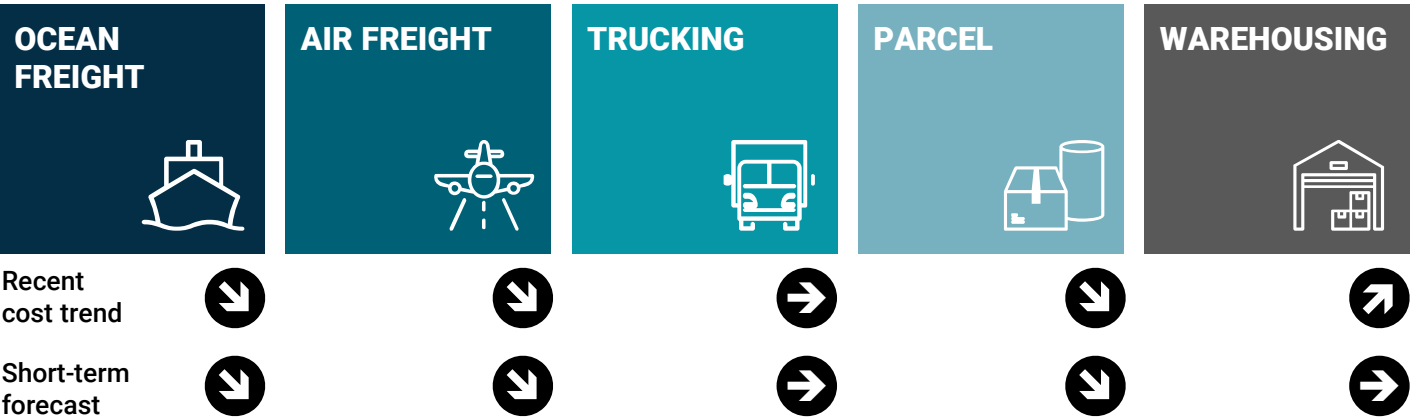 OCEAN
FREIGHT
AIR FREIGHT
TRUCKING
PARCEL
WAREHOUSING
Recent
cost trend
Short-term
forecast